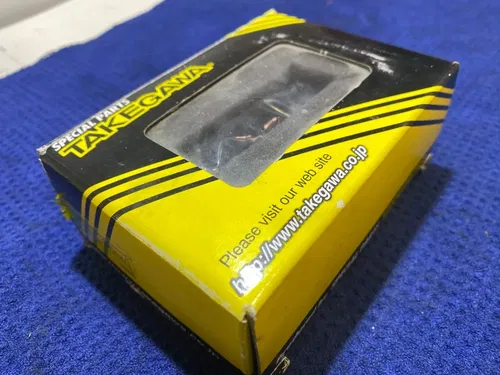 SPECIAL PARTS
TAKEGAWA
Please visit our web site
http://www.takegawa.co.jp